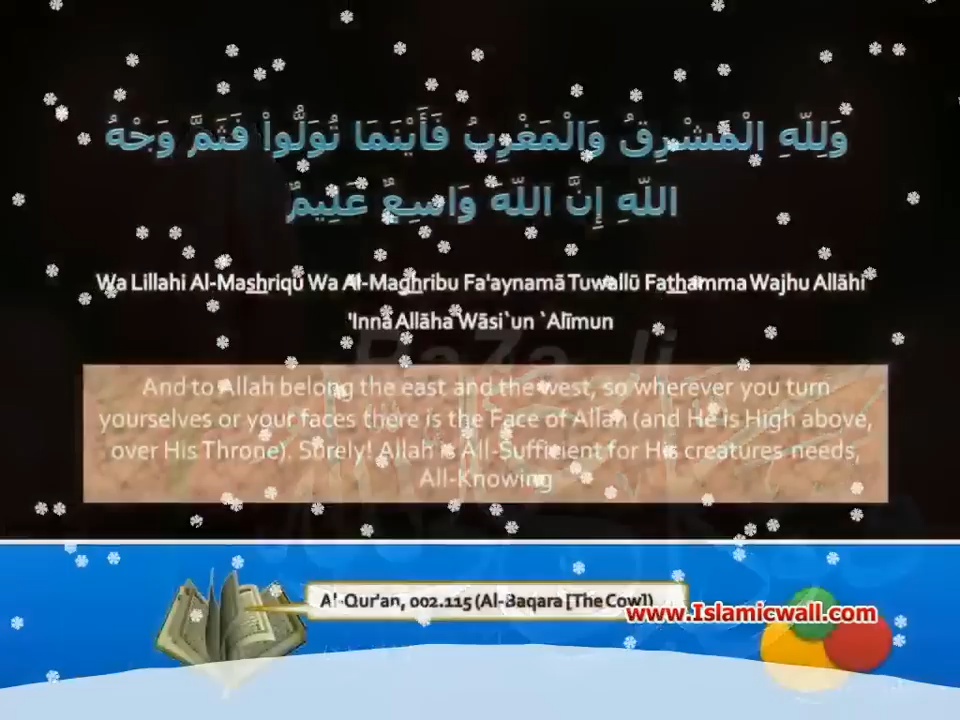 وَلِلّهِ الْمَشْرِقُ وَالْمَغْرِبُ فَأَيْنَمَا تُوَلُّواْ فَثَمَّ وَجْهُ
اللّهِ إِنَّ اللّهَ وَاسِعٌ عَلِيمٌ
Wa Lillahi Al-Mashriqu Wa Al-Maghribu Fa'aynamā Tuwallū Fathamma Wajhu Allāhi
'Inna Allāha Wāsi`un `Alīmun
And to Allah belong the east and the west, so wherever you turn
yourselves or your faces there is the Face of Allah (and He is High above,
over His Throne). Surely! Allah is All-Sufficient for His creatures needs,
All-Knowing
Al-Qur'an, 002.115 (Al-Baqara [The Cow])
www.Islamicwall.com